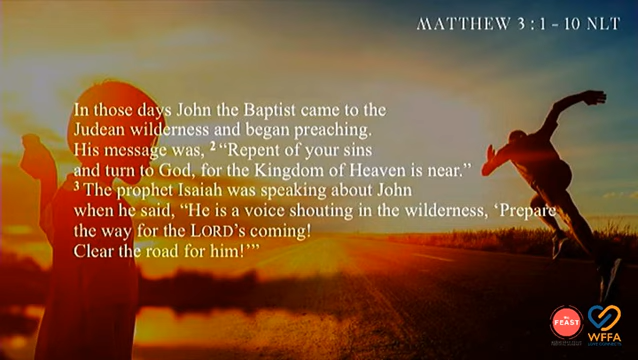 MATTHEW 3:1-10 NLT
In those days John the Baptist came to the
Judean wilderness and began preaching.
His message was, ² “Repent of your sins
and turn to God, for the Kingdom of Heaven is near.”
³ The prophet Isaiah was speaking about John
when he said, “He is a voice shouting in the wilderness, ‘Prepare
the way for the LORD’s coming!
Clear the road for him!’”
FEAST
WFFA